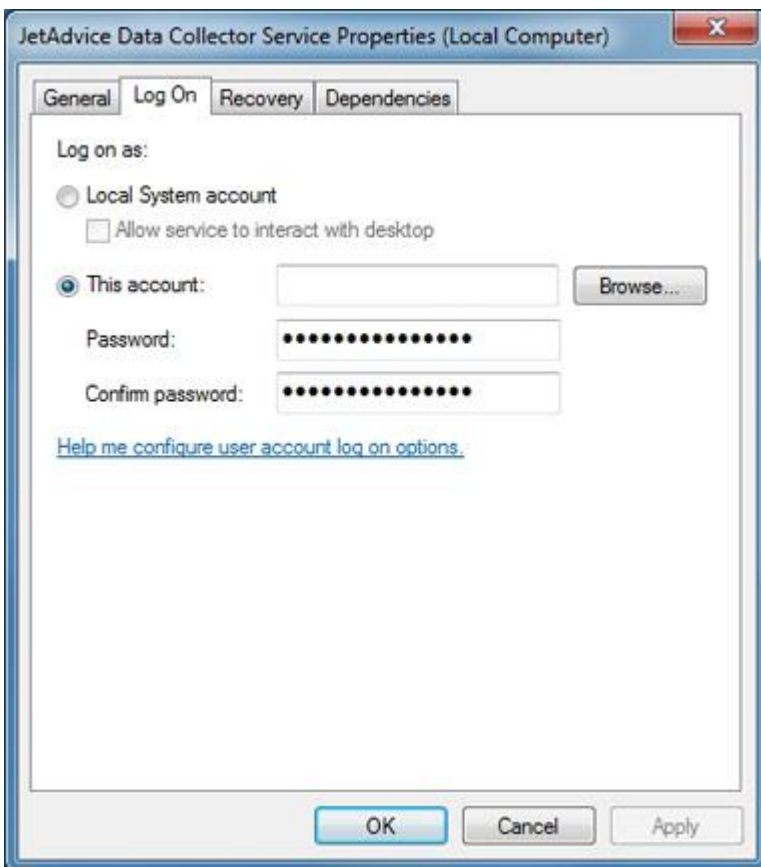 JetAdvice Data Collector Service Properties (Local Computer)
General Log On Recovery Dependencies
Log on as:
Local System account
Allow service to interact with desktop
This account: Browse...
Password: •••••••••••••••
Confirm password: •••••••••••••••
Help me configure user account log on options.
OK Cancel Apply